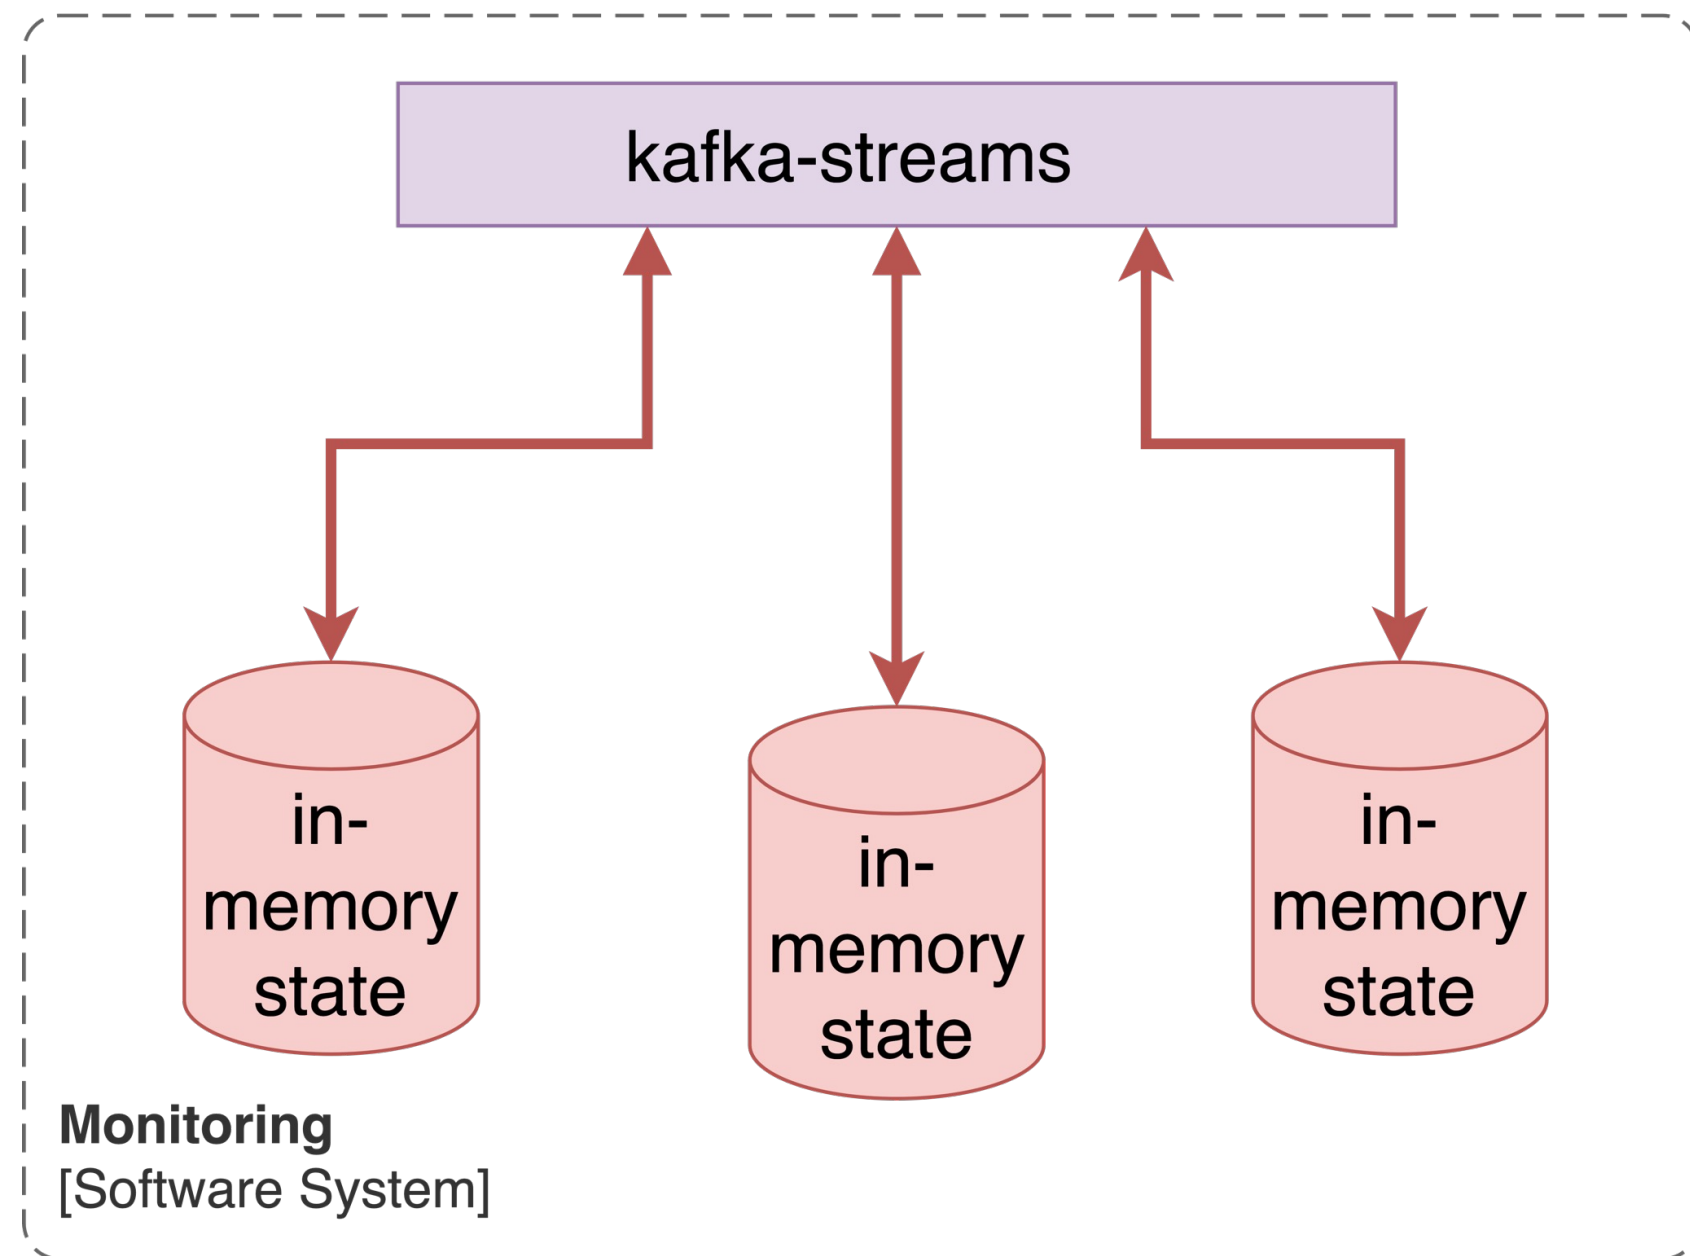 kafka-streams
in-
memory
state
in-
memory
state
in-
memory
state
Monitoring
[Software System]